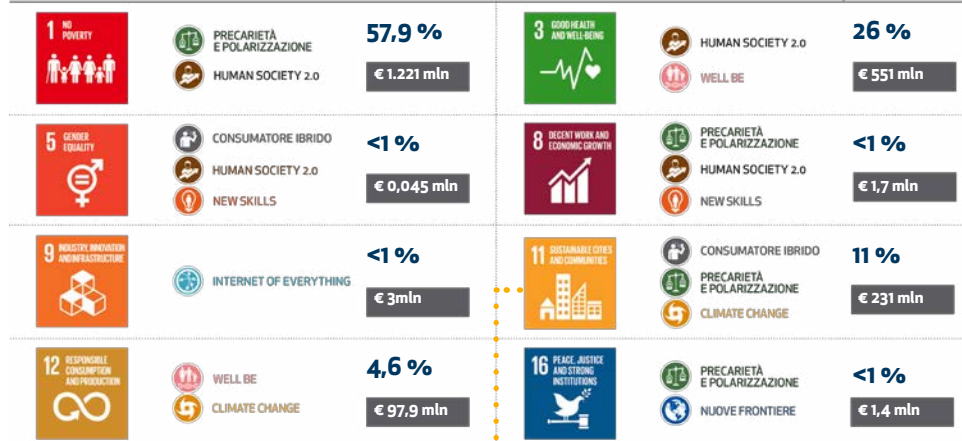 1 NO
POVERTY
PRECARIETÀ
E POLARIZZAZIONE
HUMAN SOCIETY 2.0
57,9 %
€ 1.221 mln
3 GOOD HEALTH
AND WELL-BEING
HUMAN SOCIETY 2.0
WELL BE
26 %
€ 551 mln
5 GENDER
EQUALITY
CONSUMATORE IBRIDO
HUMAN SOCIETY 2.0
NEW SKILLS
<1 %
€ 0,045 mln
8 DECENT WORK AND
ECONOMIC GROWTH
PRECARIETÀ
E POLARIZZAZIONE
HUMAN SOCIETY 2.0
NEW SKILLS
<1 %
€ 1,7 mln
9 INDUSTRY, INNOVATION
AND INFRASTRUCTURE
INTERNET OF EVERYTHING
<1 %
€ 3mln
11 SUSTAINABLE CITIES
AND COMMUNITIES
CONSUMATORE IBRIDO
PRECARIETÀ
E POLARIZZAZIONE
CLIMATE CHANGE
11 %
€ 231 mln
12 RESPONSIBLE
CONSUMPTION
AND PRODUCTION
WELL BE
CLIMATE CHANGE
4,6 %
€ 97,9 mln
16 PEACE, JUSTICE
AND STRONG
INSTITUTIONS
PRECARIETÀ
E POLARIZZAZIONE
NUOVE FRONTIERE
<1 %
€ 1,4 mln